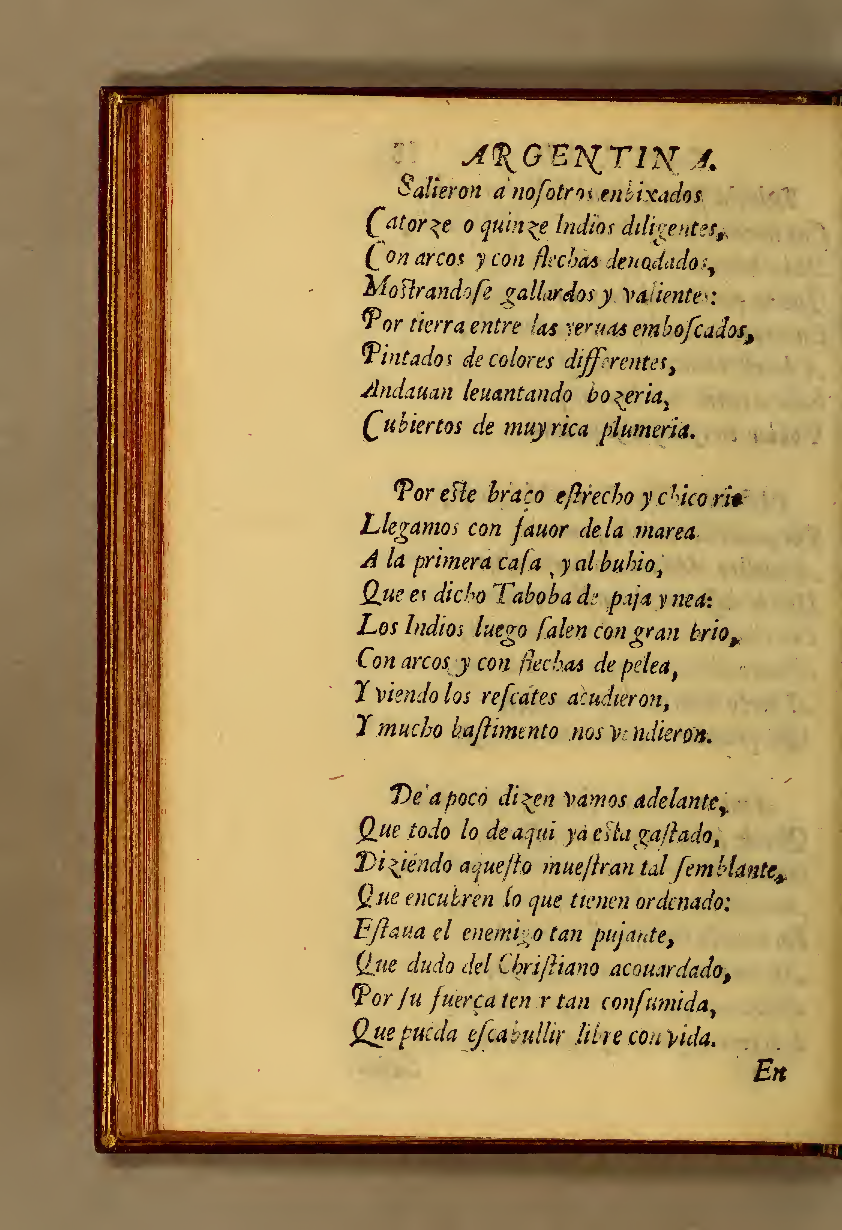 ARGENTINA.
Salieron a nosotros enbixados
Catorze o quinze Indios diligentes,
Con arcos y con flechas denodados,
Mostrandose gallardos y valientes:
Por tierra entre las yeruas emboscados,
Pintados de colores differentes,
Andauan leuantando bozeria,
Cubiertos de muy rica plumeria.
Por este braço estrecho y chico rio
Llegamos con fauor de la marea
A la primera casa, y al buhio,
Que es dicho Taboba de paja y nea:
Los Indios luego salen con gran brio,
Con arcos y con flechas de pelea,
Y viendo los rescates acudieron,
Y mucho bastimento nos vendieron.
De a poco dizen vamos adelante,
Que todo lo de aqui ya esta gastado,
Diziendo aquesto muestran tal semblante,
Que encubren lo que tienen ordenado:
Estaua el enemigo tan pujante,
Que dudo del Christiano acouardado,
Por su fuerça tener tan consumida,
Que pueda escabullir libre con vida.
En